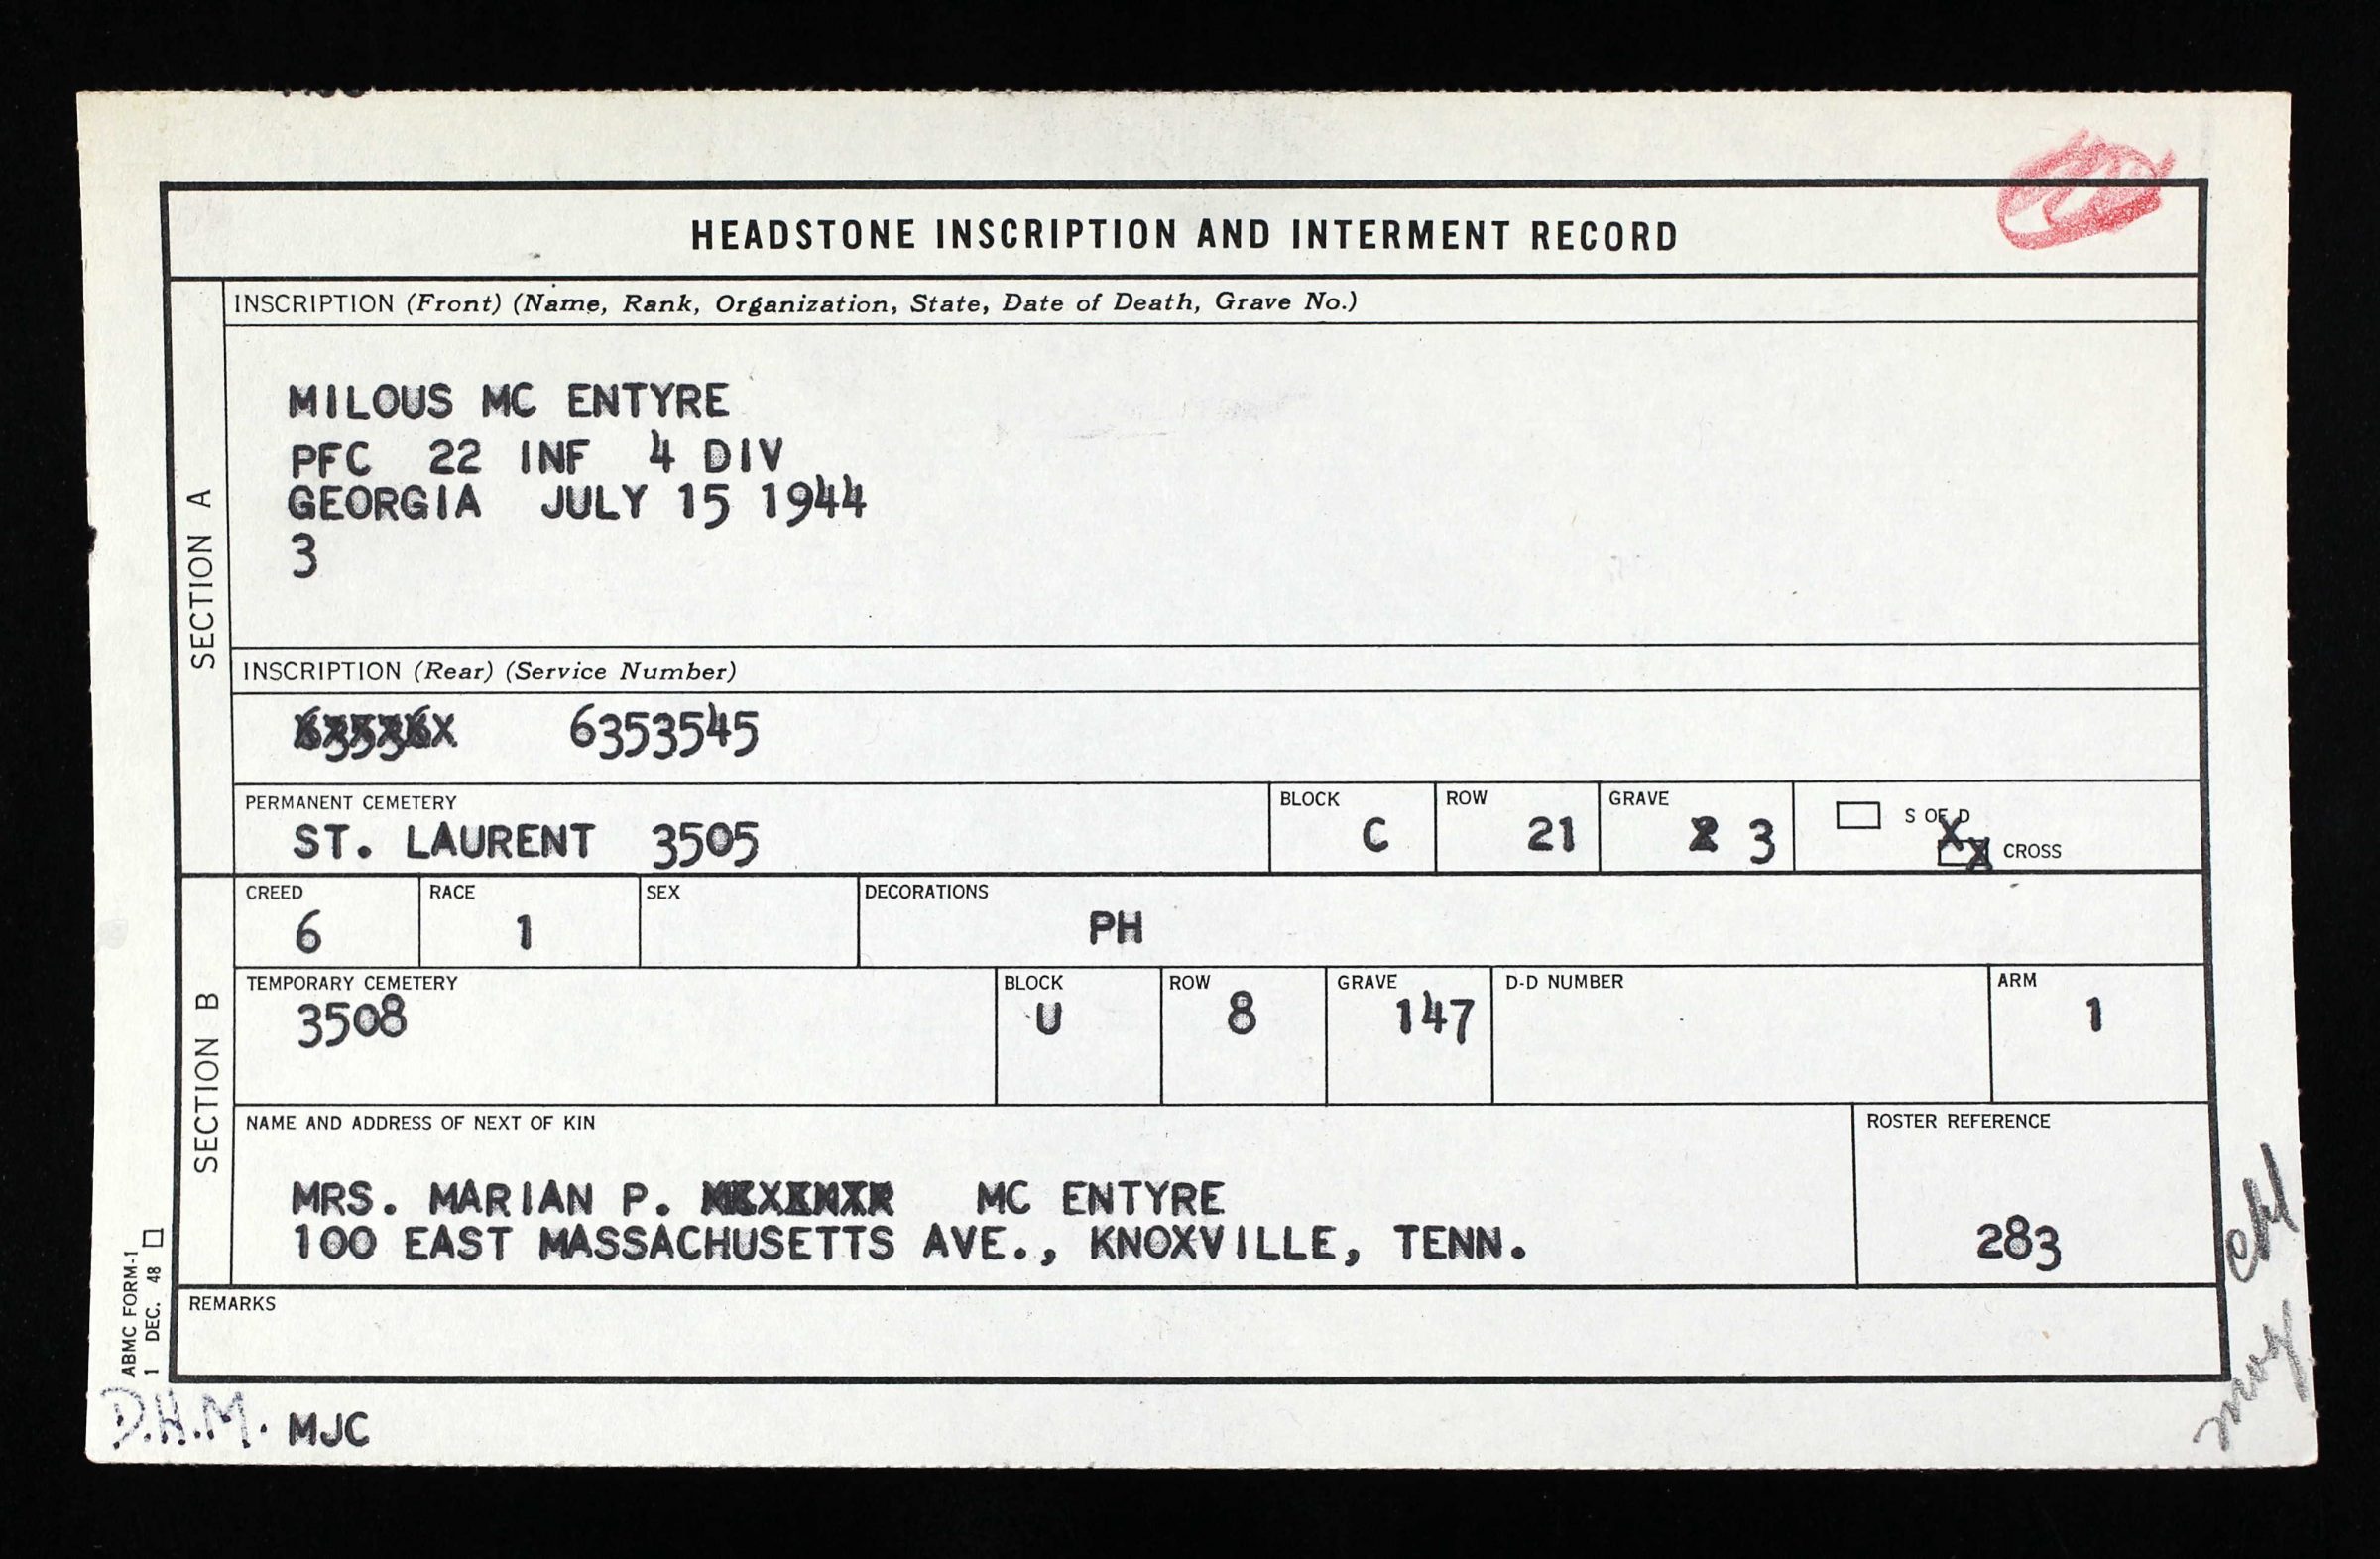 HEADSTONE INSCRIPTION AND INTERMENT RECORD
SECTION A
INSCRIPTION (Front) (Name, Rank, Organization, State, Date of Death, Grave No.)
MILOUS MC ENTYRE
PFC 22 INF 4 DIV
GEORGIA JULY 15 1944
3
INSCRIPTION (Rear) (Service Number)
6353545
PERMANENT CEMETERY
ST. LAURENT 3505
BLOCK
C
ROW
21
GRAVE
3
S OF D
CROSS
SECTION B
CREED
6
RACE
1
SEX
DECORATIONS
PH
TEMPORARY CEMETERY
3508
BLOCK
U
ROW
8
GRAVE
147
D-D NUMBER
ARM
1
NAME AND ADDRESS OF NEXT OF KIN
MRS. MARIAN P. MC ENTYRE
100 EAST MASSACHUSETTS AVE., KNOXVILLE, TENN.
ROSTER REFERENCE
283
REMARKS
ABMC FORM-1
1 DEC. 48
D.H.M. MJC